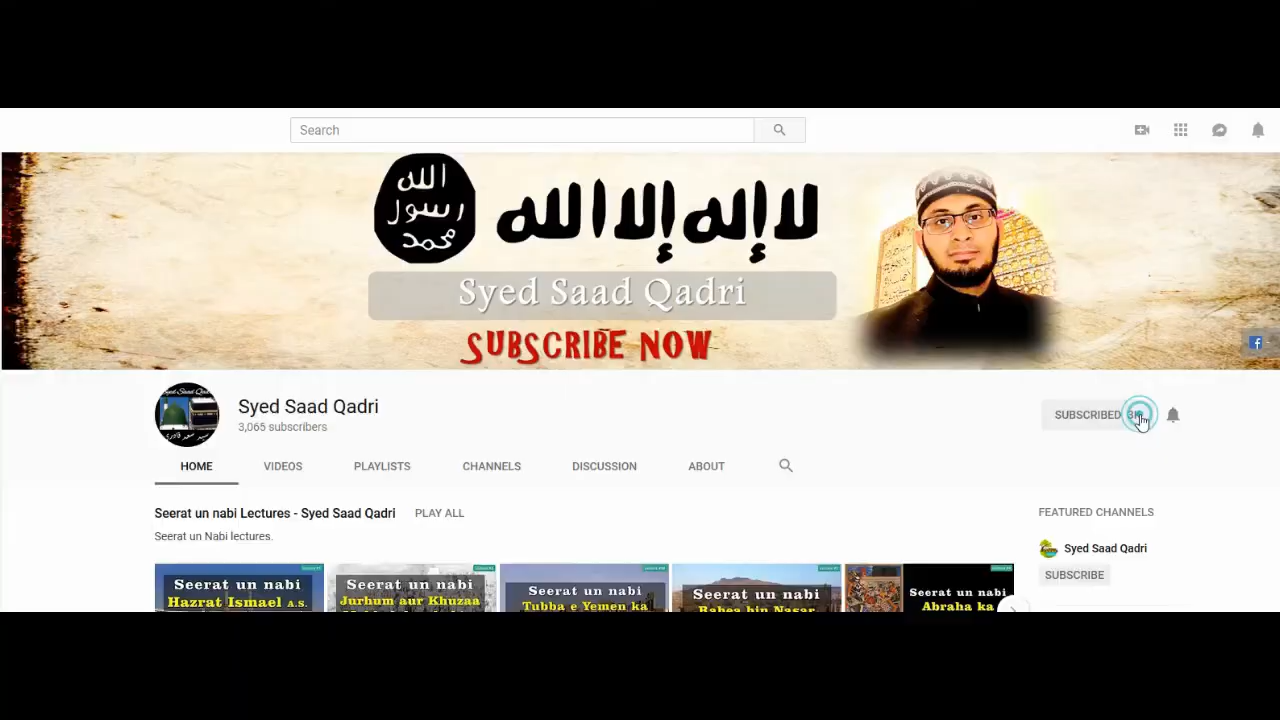 Search
الله
رسول
محمد
لا إله إلا الله
Syed Saad Qadri
SUBSCRIBE NOW
Syed Saad Qadri
3,065 subscribers
SUBSCRIBED
HOME
VIDEOS
PLAYLISTS
CHANNELS
DISCUSSION
ABOUT
Seerat un nabi Lectures - Syed Saad Qadri
PLAY ALL
Seerat un Nabi lectures.
FEATURED CHANNELS
Syed Saad Qadri
SUBSCRIBE
Seerat un nabi
Hazrat Ismael A.S.
Seerat un nabi
Jurhum aur Khuzaa
Seerat un nabi
Tubba e Yemen ka
Seerat un nabi
Rabea bin Nasar
Seerat un nabi
Abraha ka